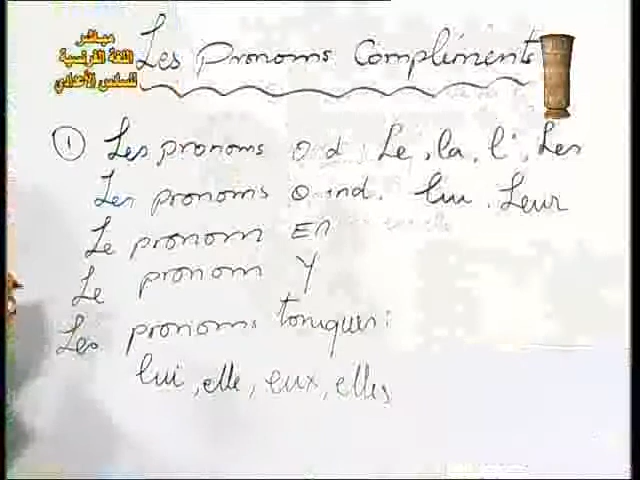 مباشر
اللغة الفرنسية
للسادس الأعدادي
Les Pronoms Compléments
① Les pronoms o.d. Le, la, l', Les
Les pronoms o.ind. lui, Leur
Le pronom En
Le pronom Y
Les pronoms toniques:
lui, elle, eux, elles